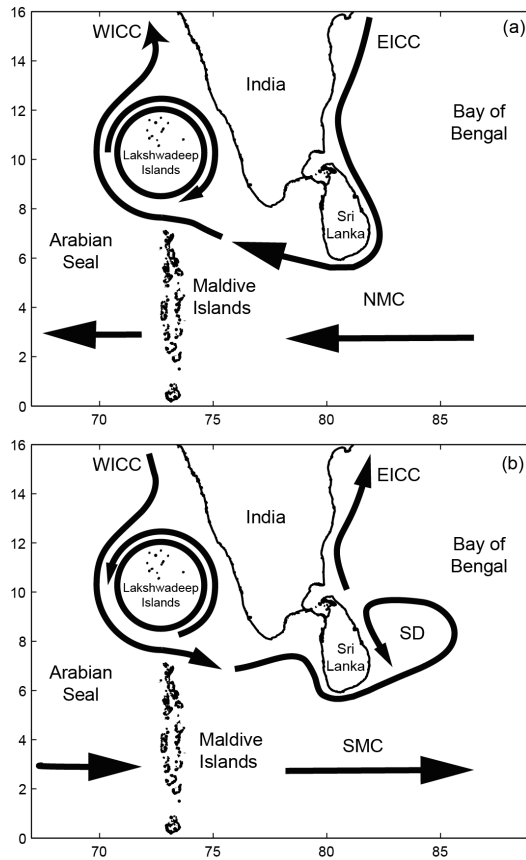 16
14
12
10
8
6
4
2
0
70
75
80
85
(a)
WICC
EICC
India
Bay of
Bengal
Lakshwadeep
Islands
Sri
Lanka
Arabian
Seal
Maldive
Islands
NMC
16
14
12
10
8
6
4
2
0
70
75
80
85
(b)
WICC
EICC
India
Bay of
Bengal
Lakshwadeep
Islands
SD
Sri
Lanka
Arabian
Seal
Maldive
Islands
SMC